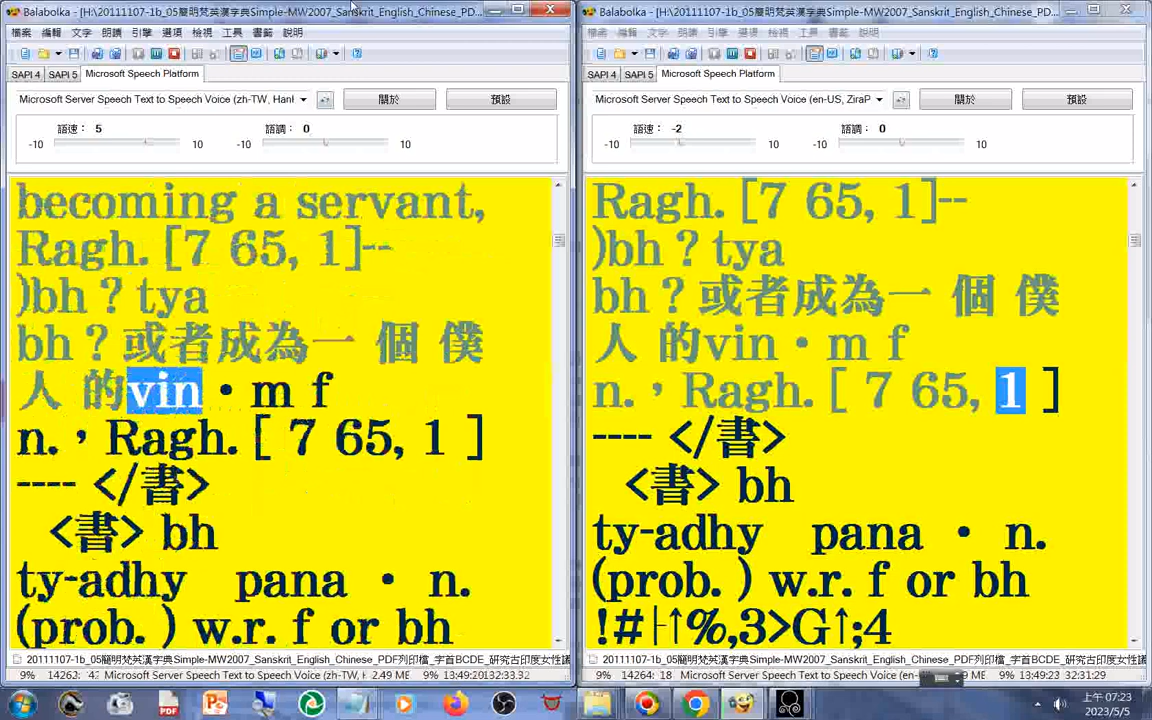 Balabolka - [H:\20111107-1b_05簡明梵英漢字典Simple-MW2007_Sanskrit_English_Chinese_PD...
檔案 編輯 文字 朗讀 引擎 選項 檢視 工具 書籤 說明
SAPI 4 SAPI 5 Microsoft Speech Platform
Microsoft Server Speech Text to Speech Voice (zh-TW, Han
關於 預設
語速： 5 語調： 0
-10 10 -10 10
becoming a servant,
Ragh. [7 65, 1]--
)bh ? tya
bh ? 或者成為一 個 僕
人 的vin • m f
n. , Ragh. [ 7 65, 1 ]
---- </書>
<書> bh
ty-adhy pana • n.
(prob. ) w.r. f or bh
20111107-1b_05簡明梵英漢字典Simple-MW2007_Sanskrit_English_Chinese_PDF列印檔_字首BCDE_研究古印度女性議
9% 14262: Microsoft Server Speech Text to Speech Voice (zh-TW, H 2.49 ME 9%
Balabolka - [H:\20111107-1b_05簡明梵英漢字典Simple-MW2007_Sanskrit_English_Chinese_PD...
檔案 編輯 文字 朗讀 引擎 選項 檢視 工具 書籤 說明
SAPI 4 SAPI 5 Microsoft Speech Platform
Microsoft Server Speech Text to Speech Voice (en-US, ZiraP
關於 預設
語速： -2 語調： 0
-10 10 -10 10
Ragh. [7 65, 1]--
)bh ? tya
bh ? 或者成為一 個 僕
人 的vin • m f
n. , Ragh. [ 7 65, 1 ]
---- </書>
<書> bh
ty-adhy pana • n.
(prob. ) w.r. f or bh
!#├↑%,3>G↑;4
20111107-1b_05簡明梵英漢字典Simple-MW2007_Sanskrit_English_Chinese_PDF列印檔_字首BCDE_研究古印度女性議
9% 14264: 18 Microsoft Server Speech Text to Speech Voice (en-U ME 9% 13:49:23 32:31:29
PDF
上午 07:23
2023/5/5